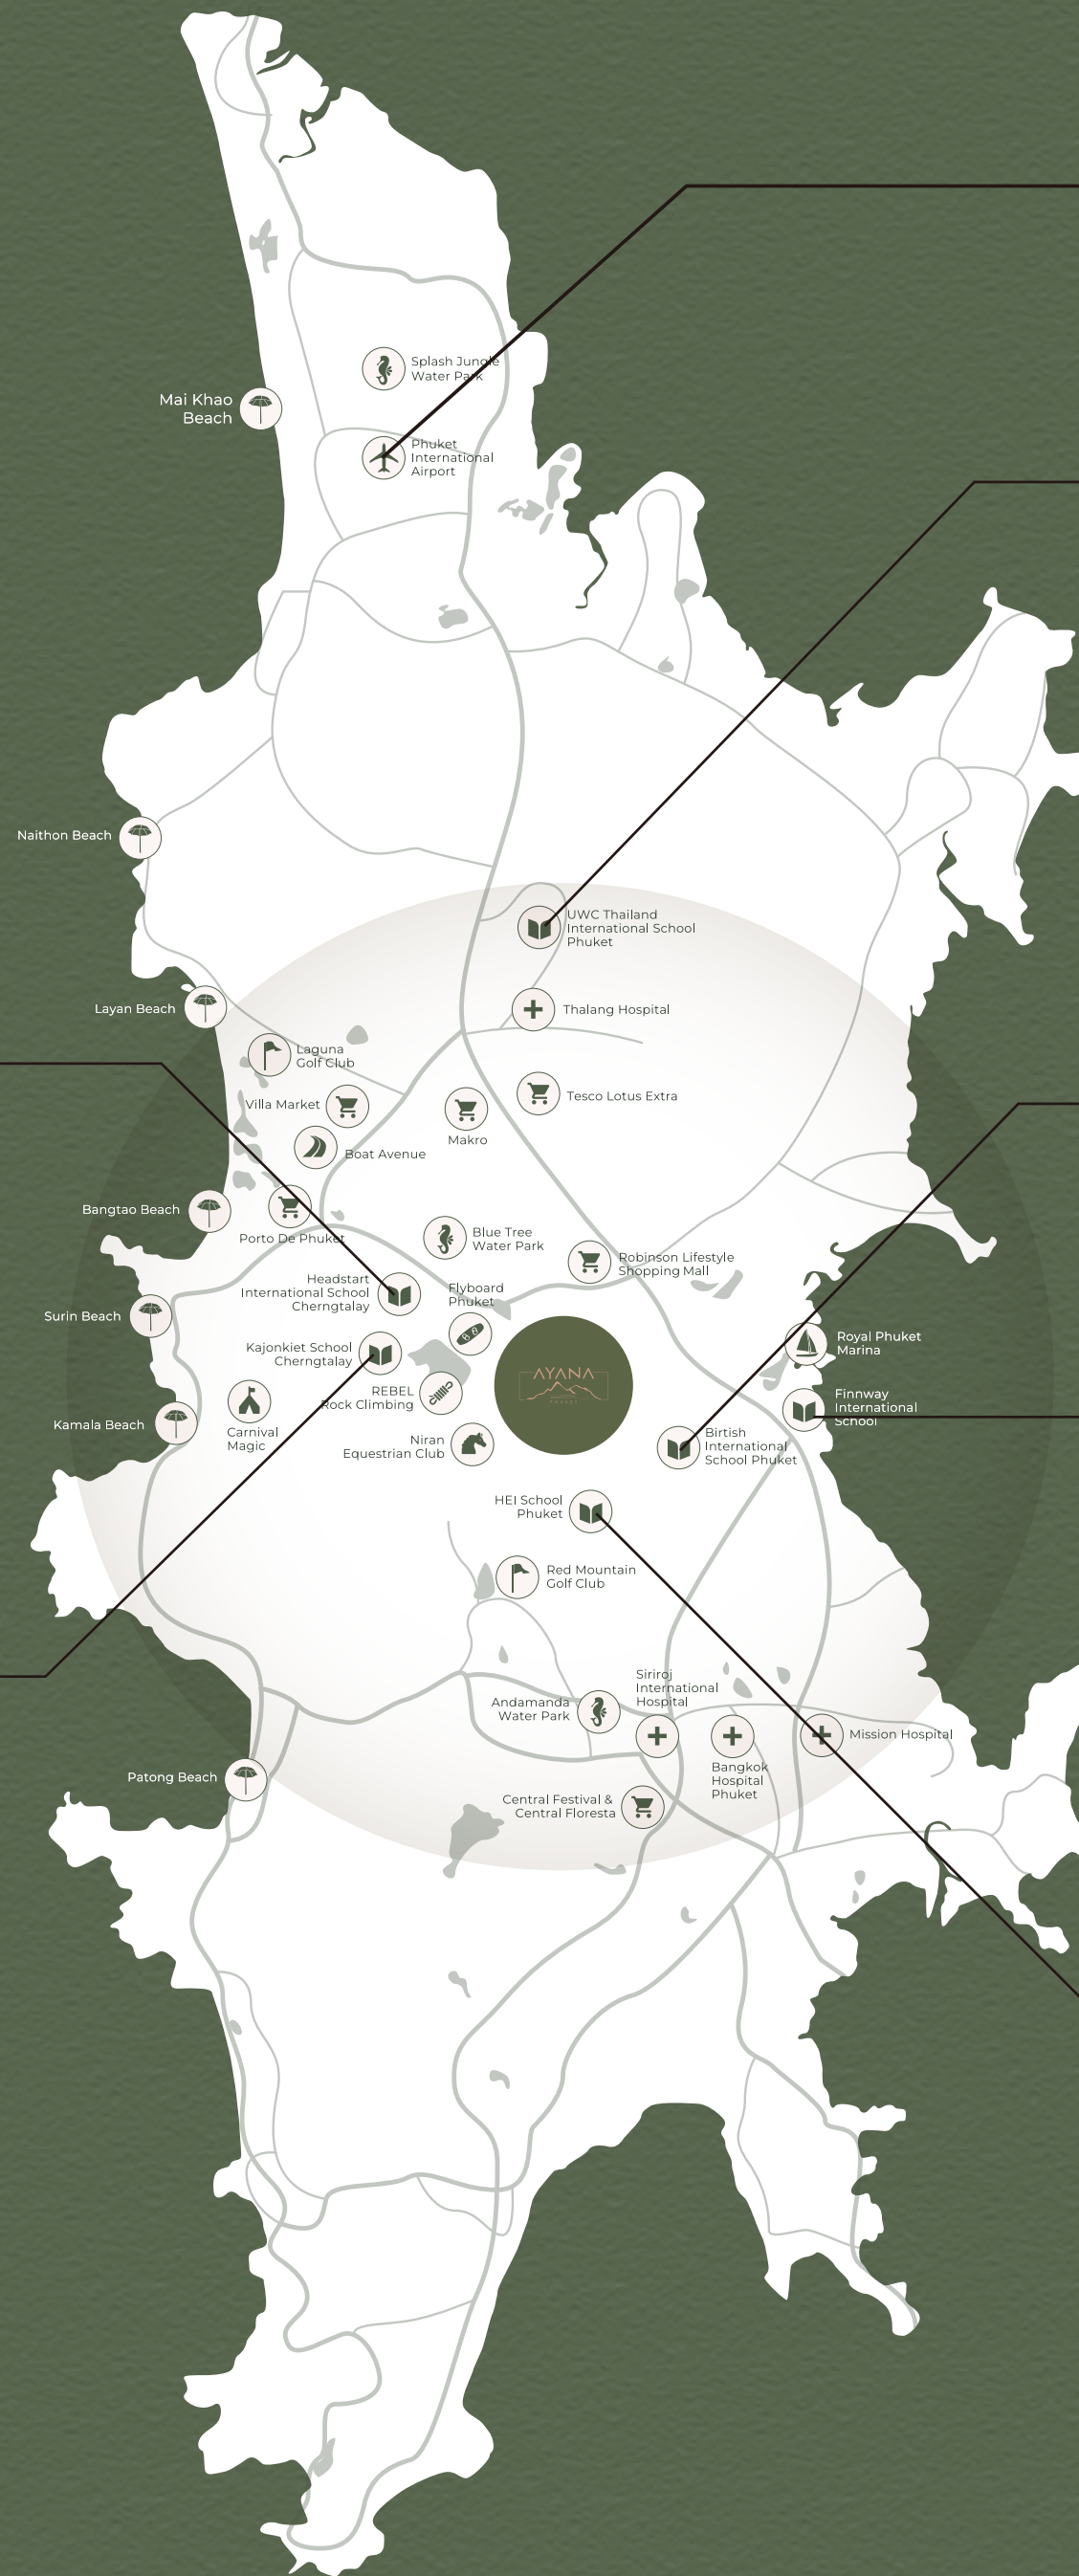 Splash Jungle
Water Park
Mai Khao
Beach
Phuket
International
Airport
Naithon Beach
UWC Thailand
International School
Phuket
Layan Beach
Thalang Hospital
Laguna
Golf Club
Villa Market
Tesco Lotus Extra
Makro
Boat Avenue
Bangtao Beach
Porto De Phuket
Blue Tree
Water Park
Robinson Lifestyle
Shopping Mall
Headstart
International School
Cherngtalay
Flyboard
Phuket
Surin Beach
Royal Phuket
Marina
Kajonkiet School
Cherngtalay
AYANA
PHUKET
REBEL
Rock Climbing
Finnway
International
School
Kamala Beach
Carnival
Magic
Niran
Equestrian Club
Birtish
International
School Phuket
HEI School
Phuket
Red Mountain
Golf Club
Siriroj
International
Hospital
Andamanda
Water Park
Mission Hospital
Bangkok
Hospital
Phuket
Patong Beach
Central Festival &
Central Floresta